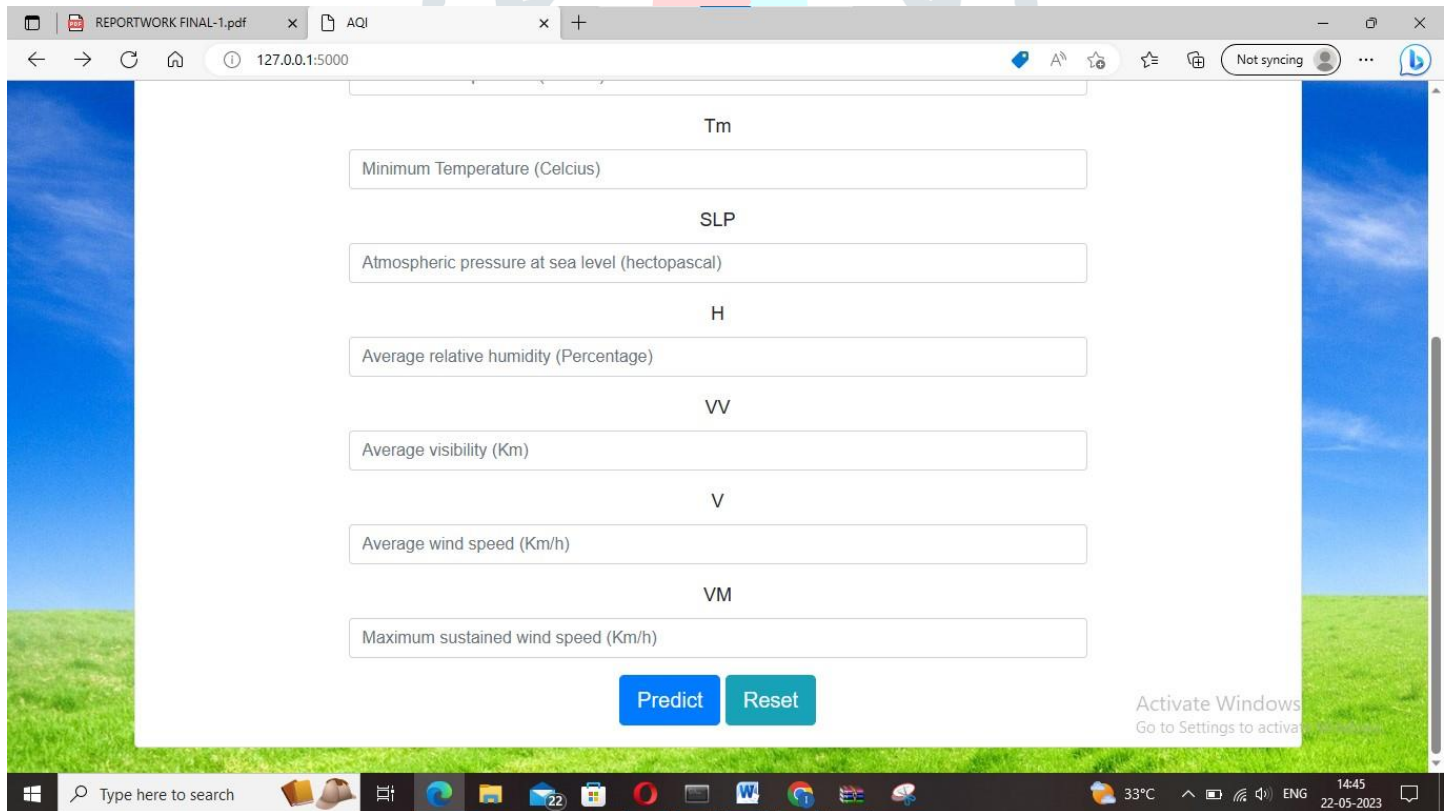 REPORTWORK FINAL-1.pdf
AQI
127.0.0.1:5000
Not syncing
Tm
Minimum Temperature (Celcius)
SLP
Atmospheric pressure at sea level (hectopascal)
H
Average relative humidity (Percentage)
VV
Average visibility (Km)
V
Average wind speed (Km/h)
VM
Maximum sustained wind speed (Km/h)
Predict Reset
Activate Windows
Go to Settings to activate
Type here to search
22
33°C
ENG
14:45
22-05-2023